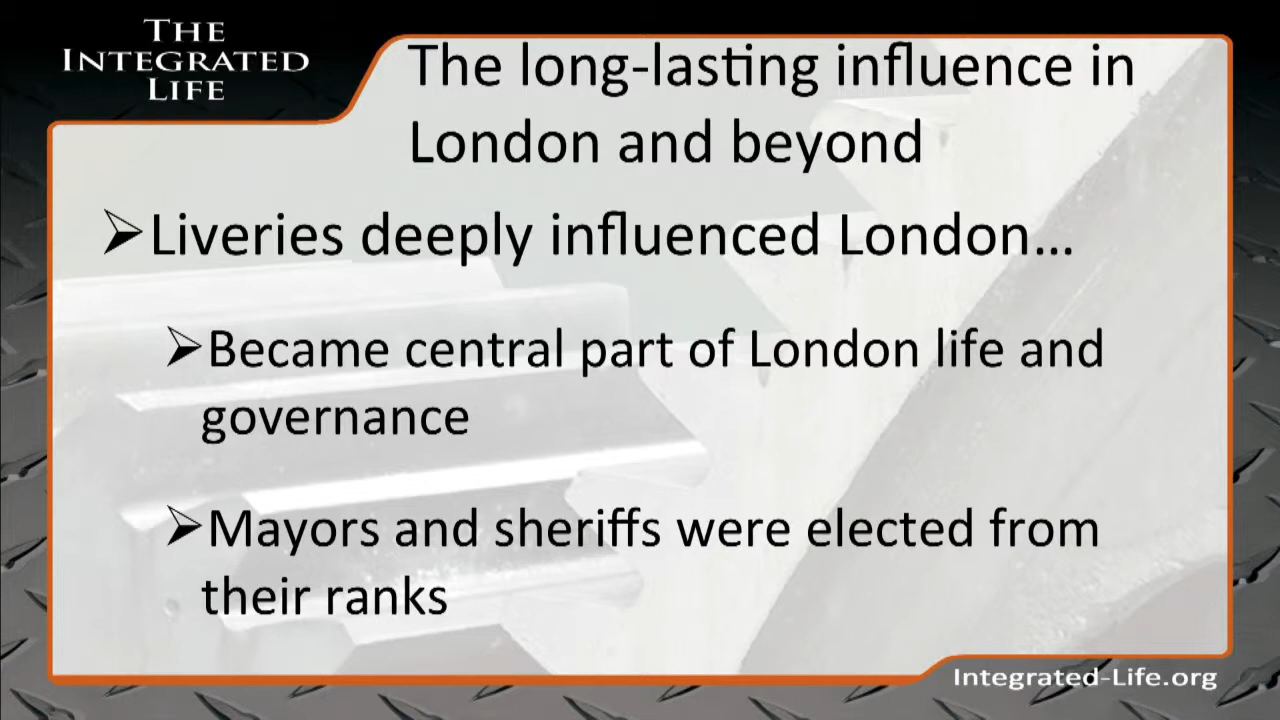 THE
INTEGRATED
LIFE
The long-lasting influence in
London and beyond
➢Liveries deeply influenced London…
➢Became central part of London life and
governance
➢Mayors and sheriffs were elected from
their ranks
Integrated-Life.org